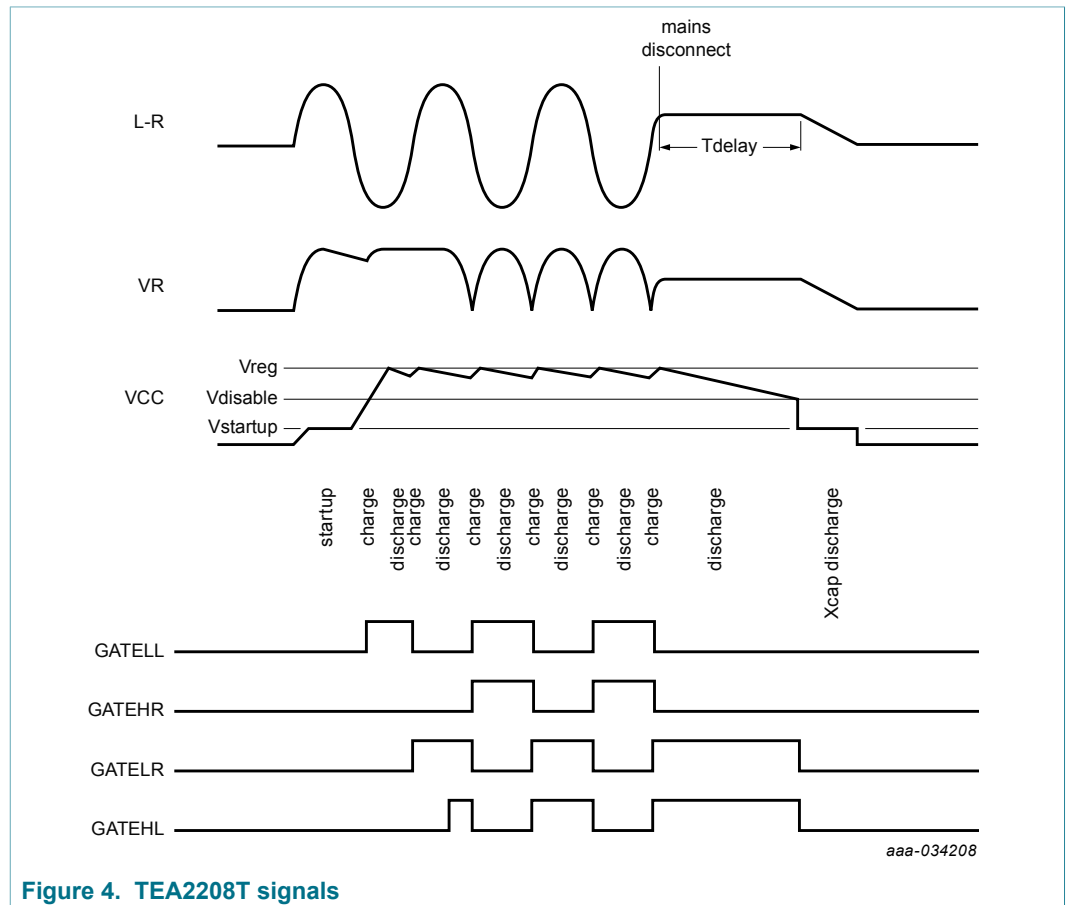 mains
disconnect
L-R
Tdelay
VR
Vreg
VCC
Vdisable
Vstartup
startup
charge
discharge
charge
discharge
charge
discharge
charge
discharge
charge
discharge
charge
discharge
Xcap discharge
GATELL
GATEHR
GATELR
GATEHL
aaa-034208
Figure 4. TEA2208T signals